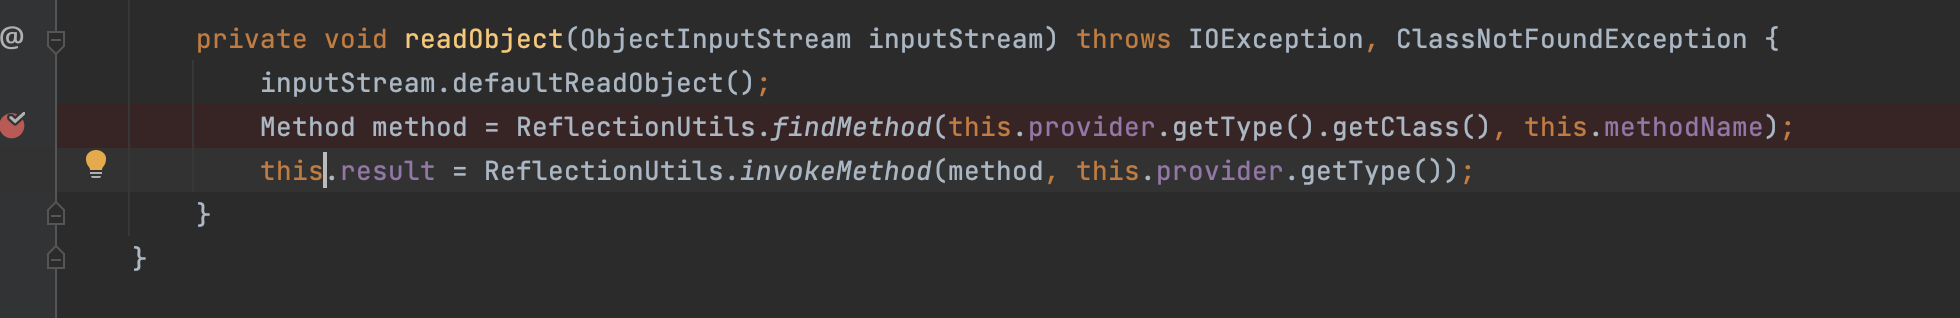 @ private void readObject(ObjectInputStream inputStream) throws IOException, ClassNotFoundException {
inputStream.defaultReadObject();
Method method = ReflectionUtils.findMethod(this.provider.getType().getClass(), this.methodName);
this.result = ReflectionUtils.invokeMethod(method, this.provider.getType());
}
}